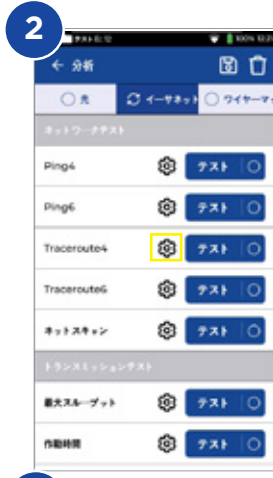 2
100% 12:21
← 分析
光 イーサネット ワイヤーマ
ネットワークテスト
Ping4 テスト
Ping6 テスト
Traceroute4 テスト
Traceroute6 テスト
ネットスキャン テスト
トランスミッションテスト
最大スループット テスト
作動時間 テスト